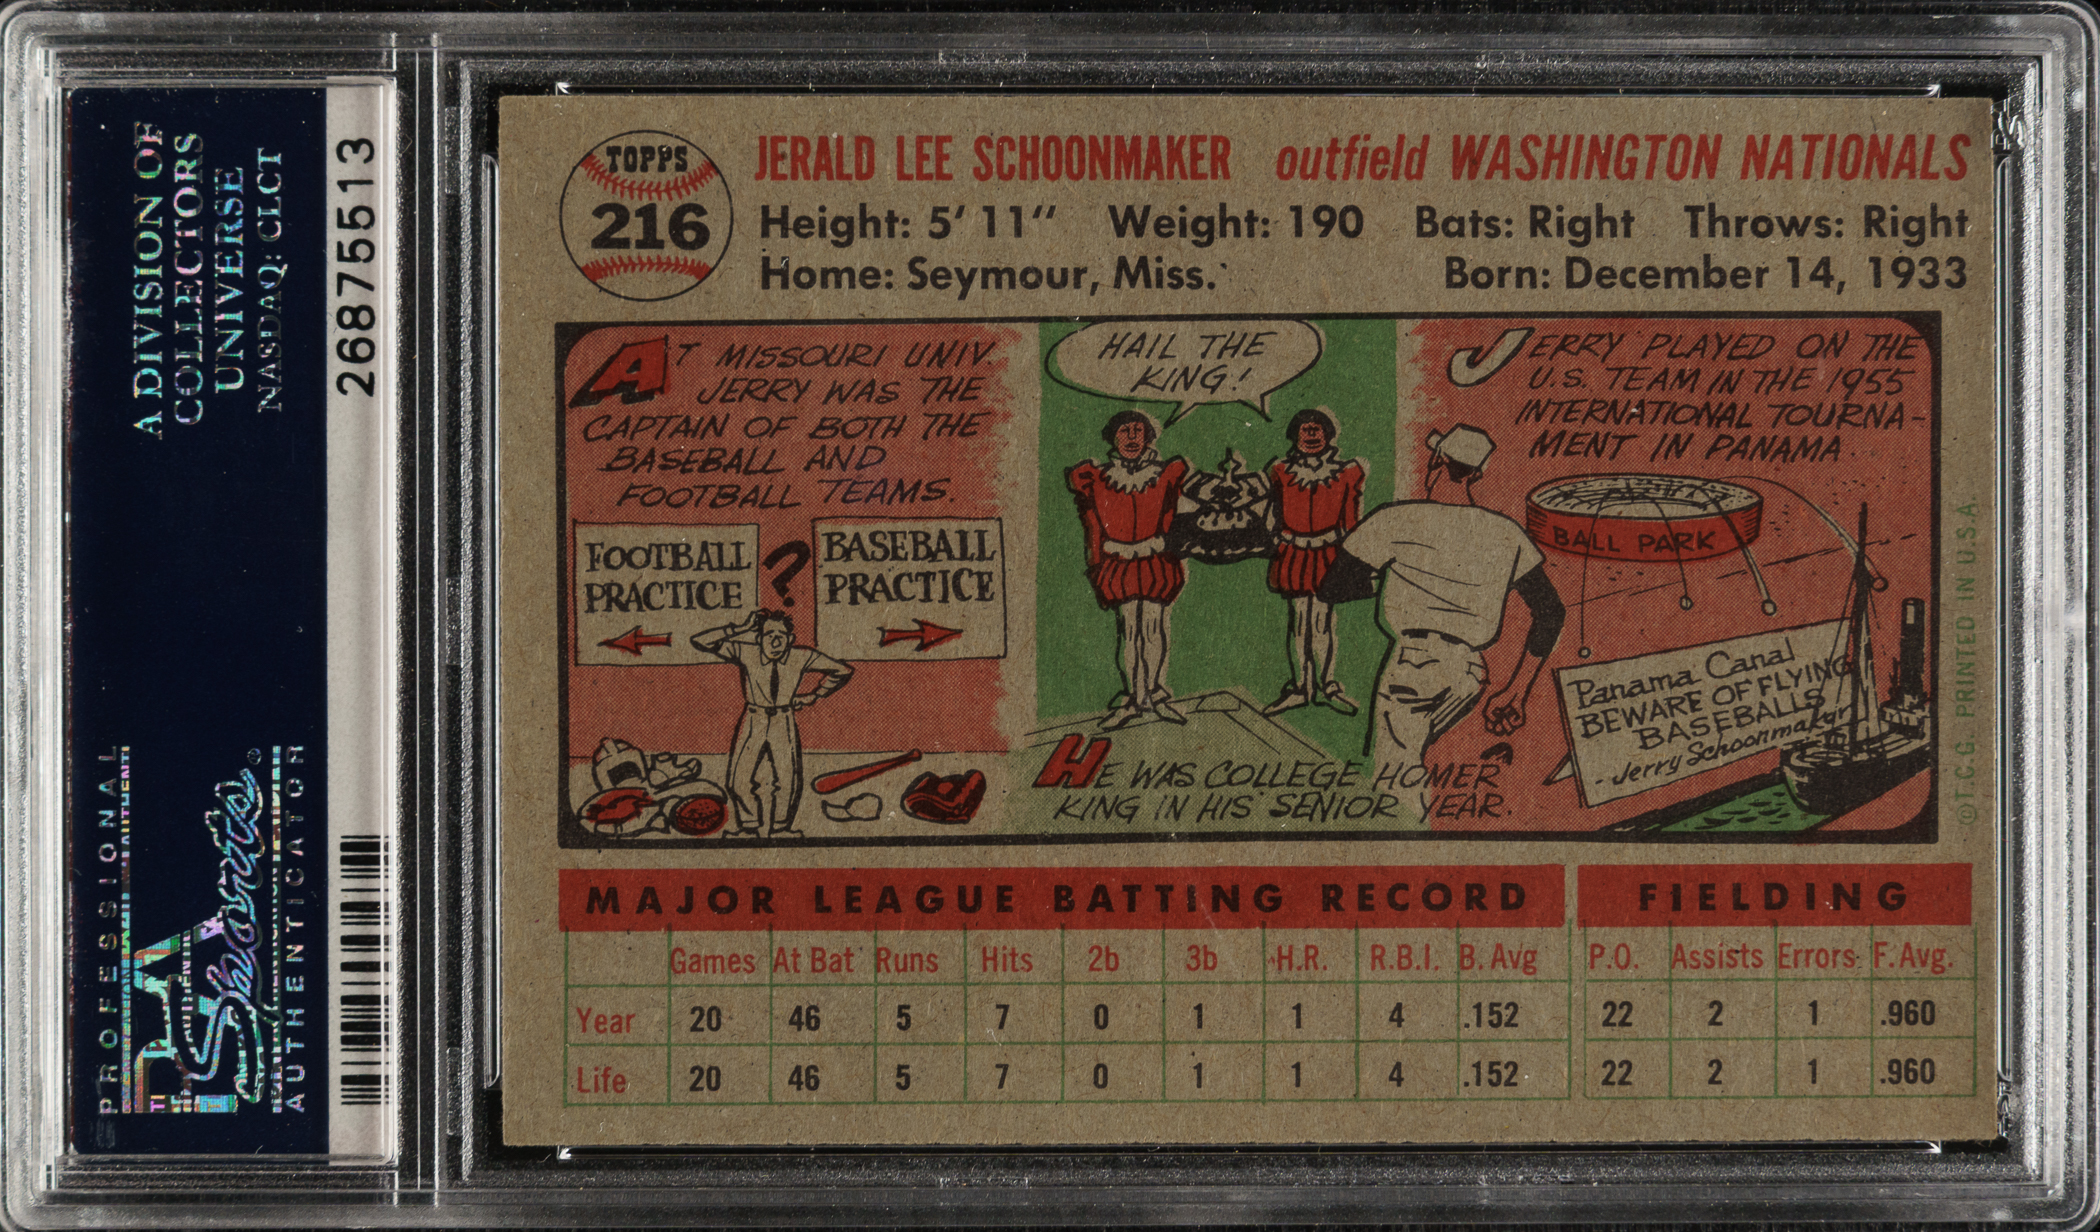 A DIVISION OF
COLLECTORS
UNIVERSE
NASDAQ: CLCT
26875513
PROFESSIONAL
Sports®
AUTHENTICATOR
TOPPS
216
JERALD LEE SCHOONMAKER outfield WASHINGTON NATIONALS
Height: 5' 11" Weight: 190 Bats: Right Throws: Right
Home: Seymour, Miss. Born: December 14, 1933
AT MISSOURI UNIV.
JERRY WAS THE
CAPTAIN OF BOTH THE
BASEBALL AND
FOOTBALL TEAMS.
FOOTBALL
PRACTICE
?
BASEBALL
PRACTICE
HAIL THE
KING!
HE WAS COLLEGE HOMER
KING IN HIS SENIOR YEAR.
JERRY PLAYED ON THE
U.S. TEAM IN THE 1955
INTERNATIONAL TOURNA-
MENT IN PANAMA.
BALL PARK
Panama Canal
BEWARE OF FLYING
BASEBALLS
- Jerry Schoonmaker
©T.C.G. PRINTED IN U.S.A.
MAJOR LEAGUE BATTING RECORD FIELDING
Games At Bat Runs Hits 2b 3b H.R. R.B.I. B. Avg P.O. Assists Errors F. Avg.
Year 20 46 5 7 0 1 1 4 .152 22 2 1 .960
Life 20 46 5 7 0 1 1 4 .152 22 2 1 .960